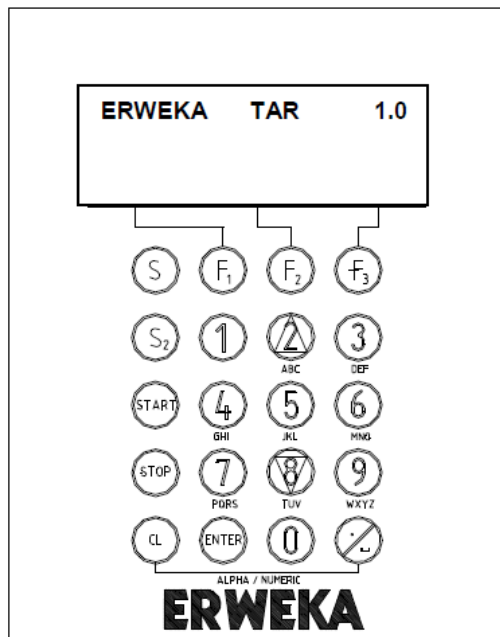 ERWEKA TAR 1.0
S F1 F2 F3
S2 1 2 3
ABC DEF
START 4 5 6
GHI JKL MNO
STOP 7 8 9
PQRS TUV WXYZ
CL ENTER 0 .
ALPHA / NUMERIC
ERWEKA